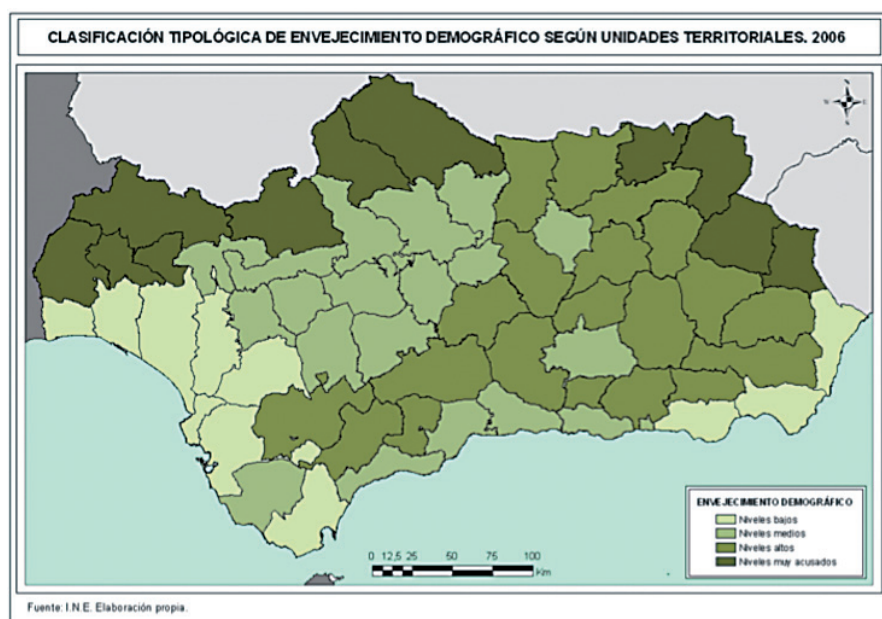 CLASIFICACIÓN TIPOLÓGICA DE ENVEJECIMIENTO DEMOGRÁFICO SEGÚN UNIDADES TERRITORIALES. 2006
N
W E
S
ENVEJECIMIENTO DEMOGRÁFICO
Niveles bajos
Niveles medios
Niveles altos
Niveles muy acusados
0 12,5 25 50 75 100
Km
Fuente: I.N.E. Elaboración propia.